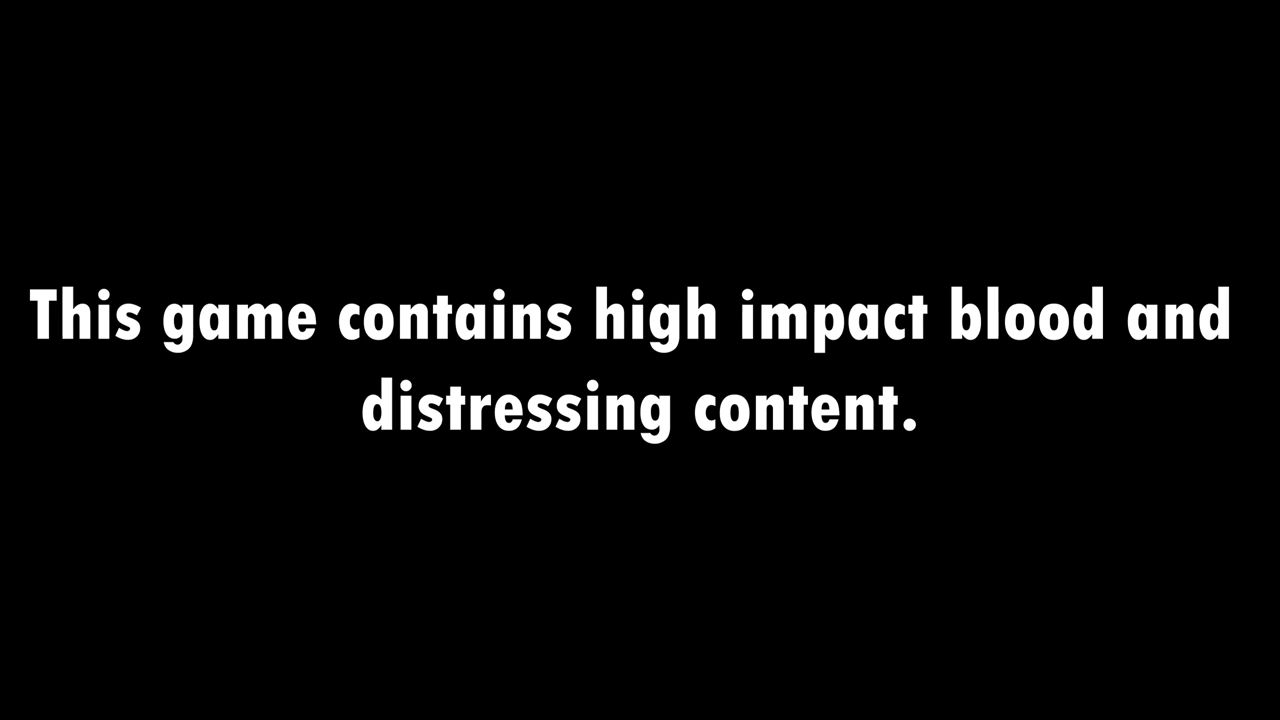 This game contains high impact blood and
distressing content.